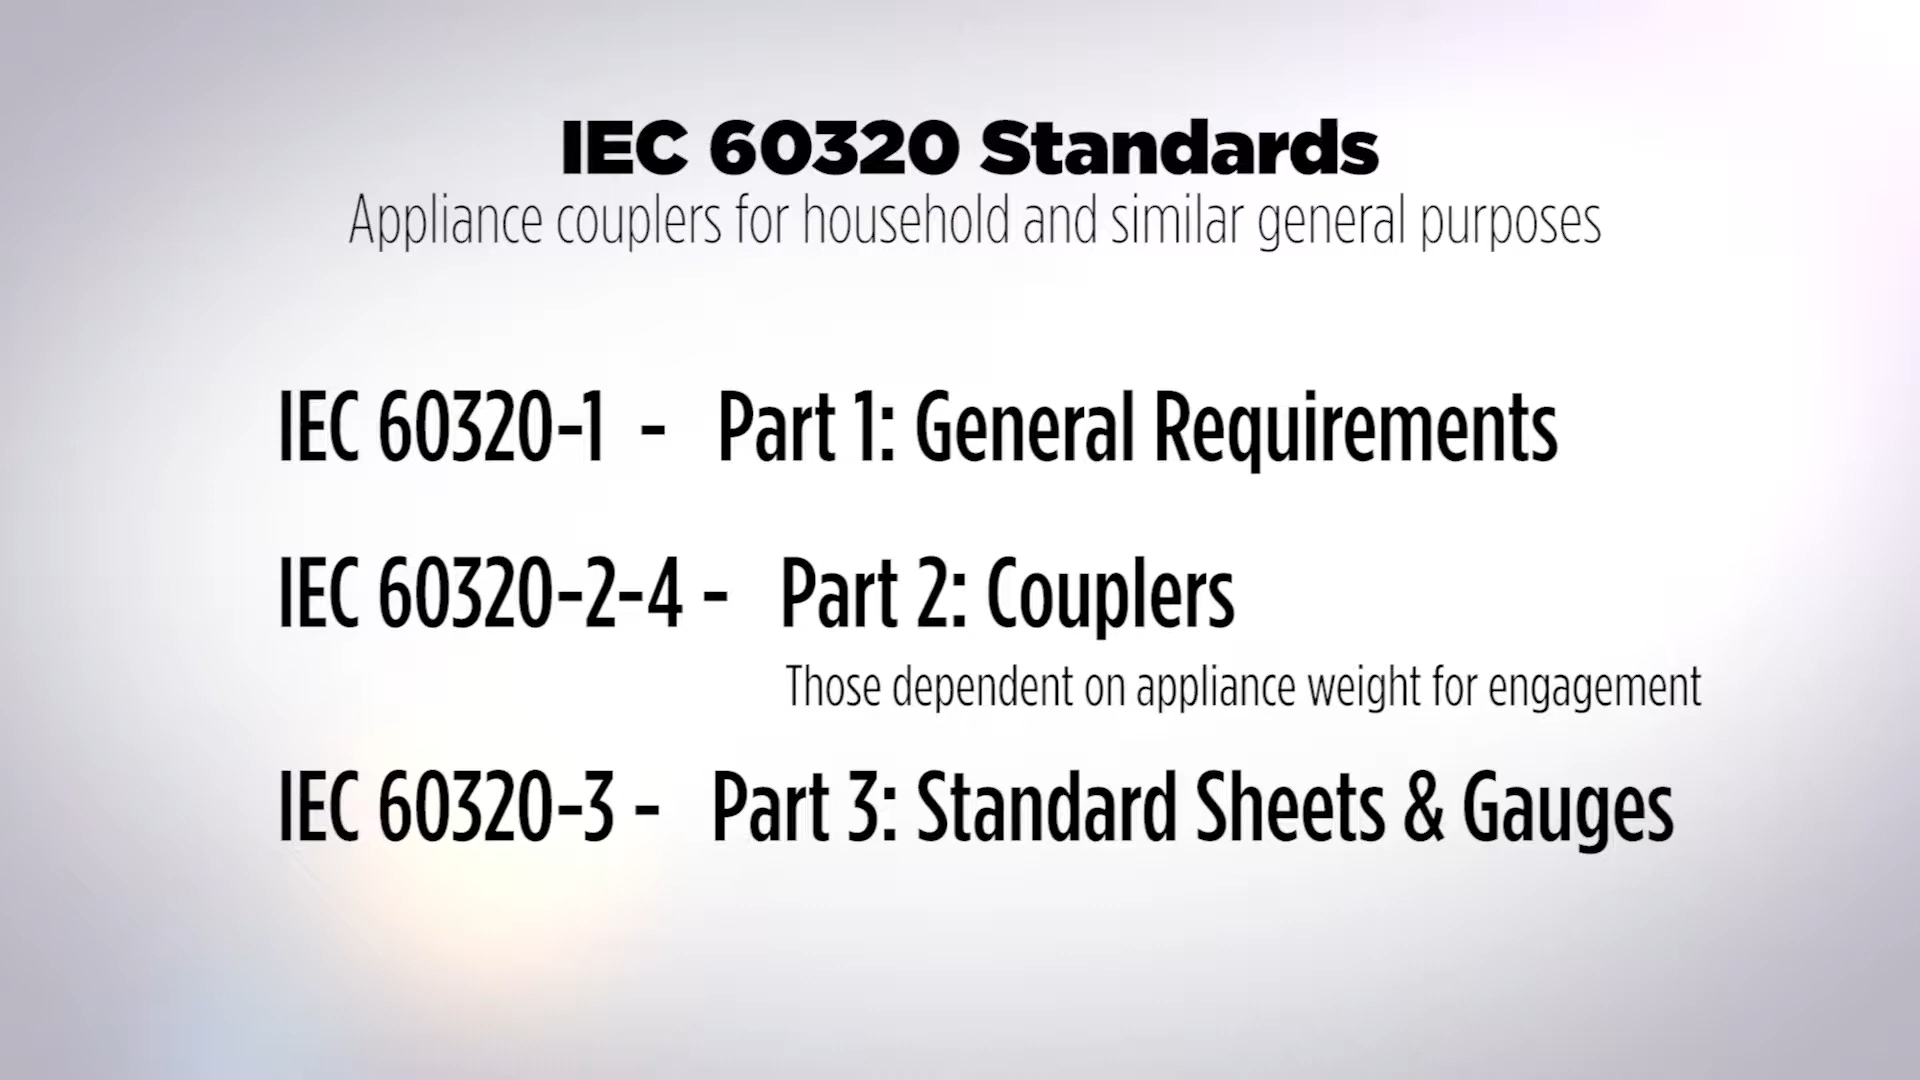 IEC 60320 Standards
Appliance couplers for household and similar general purposes
IEC 60320-1 - Part 1: General Requirements
IEC 60320-2-4 - Part 2: Couplers
Those dependent on appliance weight for engagement
IEC 60320-3 - Part 3: Standard Sheets & Gauges